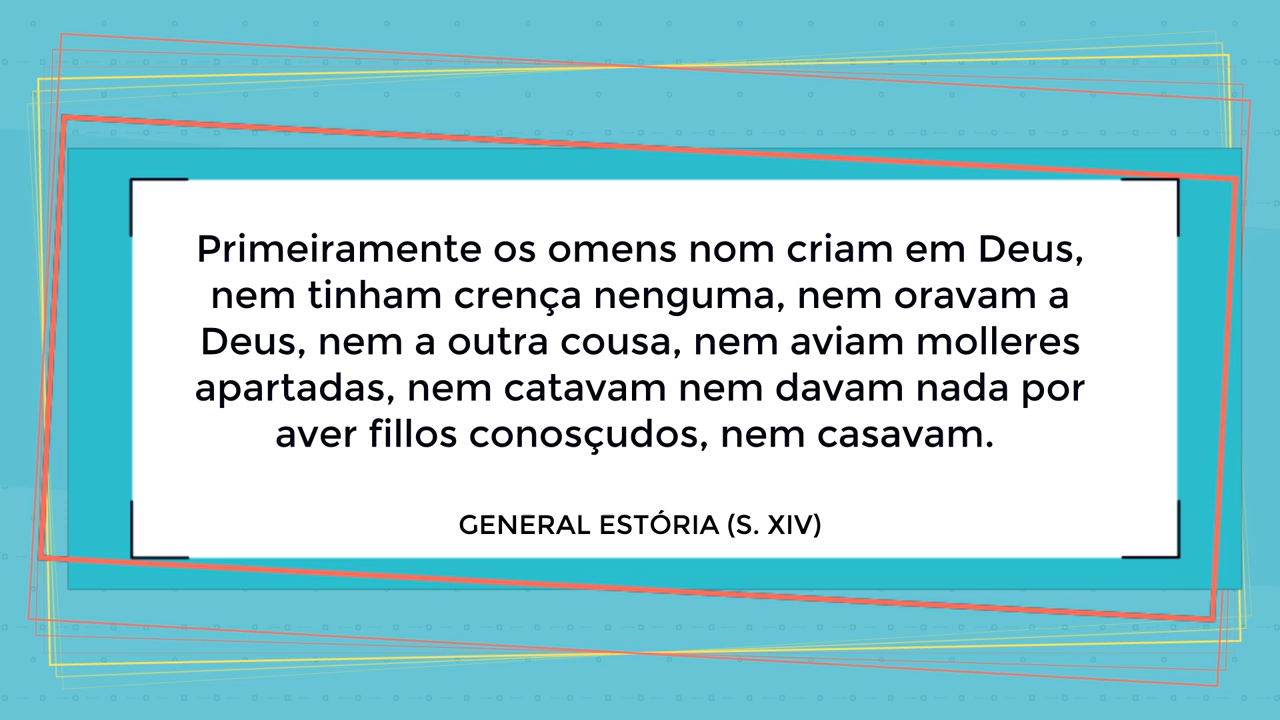 Primeiramente os omens nom criam em Deus,
nem tinham crença nenguma, nem oravam a
Deus, nem a outra cousa, nem aviam molleres
apartadas, nem catavam nem davam nada por
aver fillos conosçudos, nem casavam.
GENERAL ESTÓRIA (S. XIV)